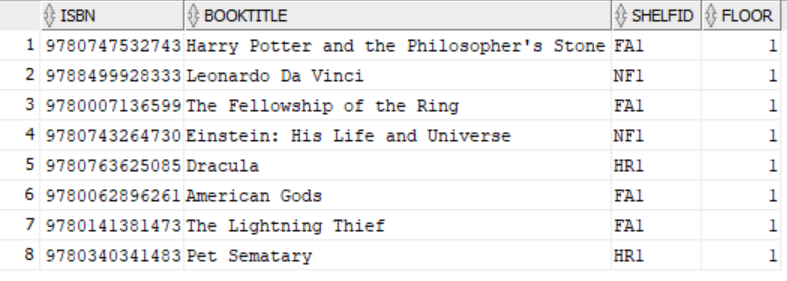 ISBN BOOKTITLE SHELFID FLOOR
1 9780747532743 Harry Potter and the Philosopher's Stone FA1 1
2 9788499928333 Leonardo Da Vinci NF1 1
3 9780007136599 The Fellowship of the Ring FA1 1
4 9780743264730 Einstein: His Life and Universe NF1 1
5 9780763625085 Dracula HR1 1
6 9780062896261 American Gods FA1 1
7 9780141381473 The Lightning Thief FA1 1
8 9780340341483 Pet Sematary HR1 1